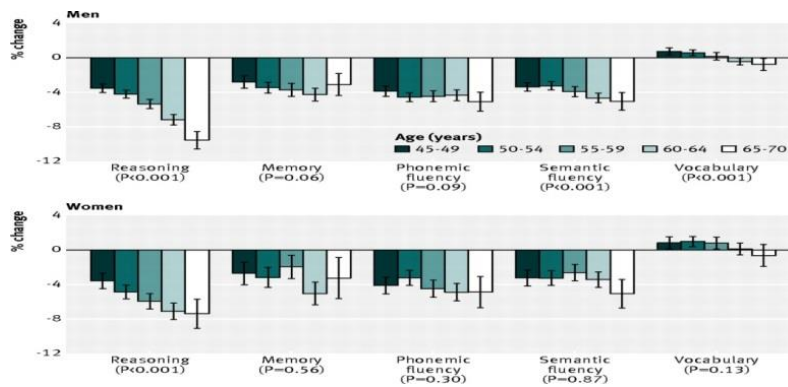 Men
4
0
-4
-8
-12
% change
Age (years)
45-49 50-54 55-59 60-64 65-70
Reasoning Memory Phonemic fluency Semantic fluency Vocabulary
(P<0.001) (P=0.06) (P=0.09) (P<0.001) (P<0.001)
Women
4
0
-4
-8
-12
% change
Reasoning Memory Phonemic fluency Semantic fluency Vocabulary
(P<0.001) (P=0.56) (P=0.30) (P=0.87) (P=0.13)